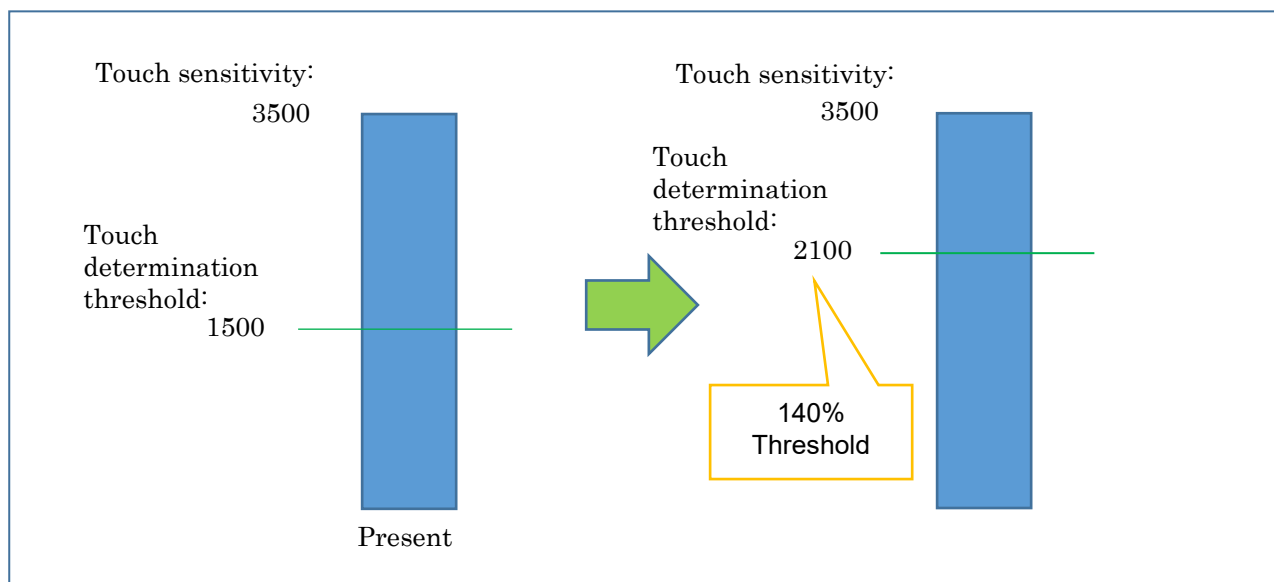 Touch sensitivity:
3500
Touch
determination
threshold:
1500
Present
Touch sensitivity:
3500
Touch
determination
threshold:
2100
140%
Threshold